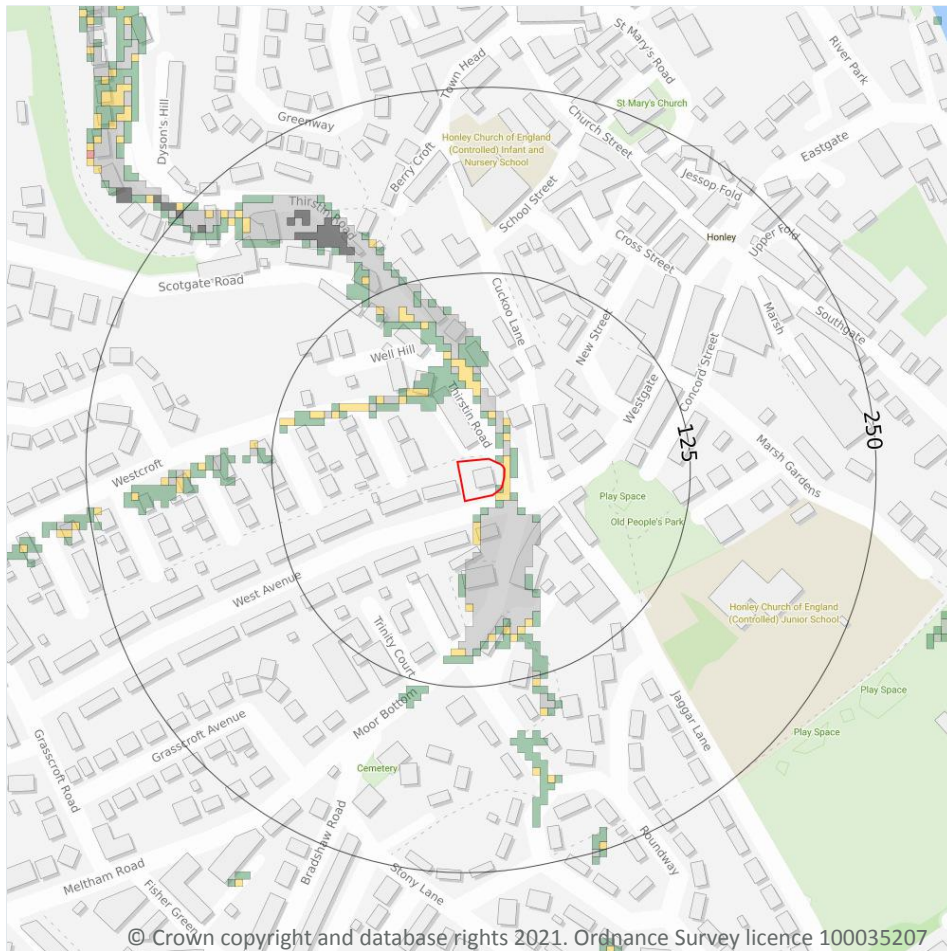 St Mary's Road
River Park
Town Head
St Mary's Church
Dyson's Hill
Greenway
Church Street
Eastgate
Honley Church of England
(Controlled) Infant and
Nursery School
Berry Croft
School Street
Jessop Fold
Thirstin Road
Cross Street
Honley
Upper Fold
Scotgate Road
Cuckoo Lane
Marsh
Southgate
New Street
Well Hill
Concord Street
Westgate
Thirstin Road
125
250
Marsh Gardens
Westcroft
Play Space
Old People's Park
West Avenue
Honley Church of England
(Controlled) Junior School
Trinity Court
Moor Bottom
Jaggar Lane
Play Space
Play Space
Grasscroft Avenue
Grasscroft Road
Cemetery
Bradshaw Road
Roundway
Meltham Road
Stony Lane
Fisher Green
© Crown copyright and database rights 2021. Ordnance Survey licence 100035207